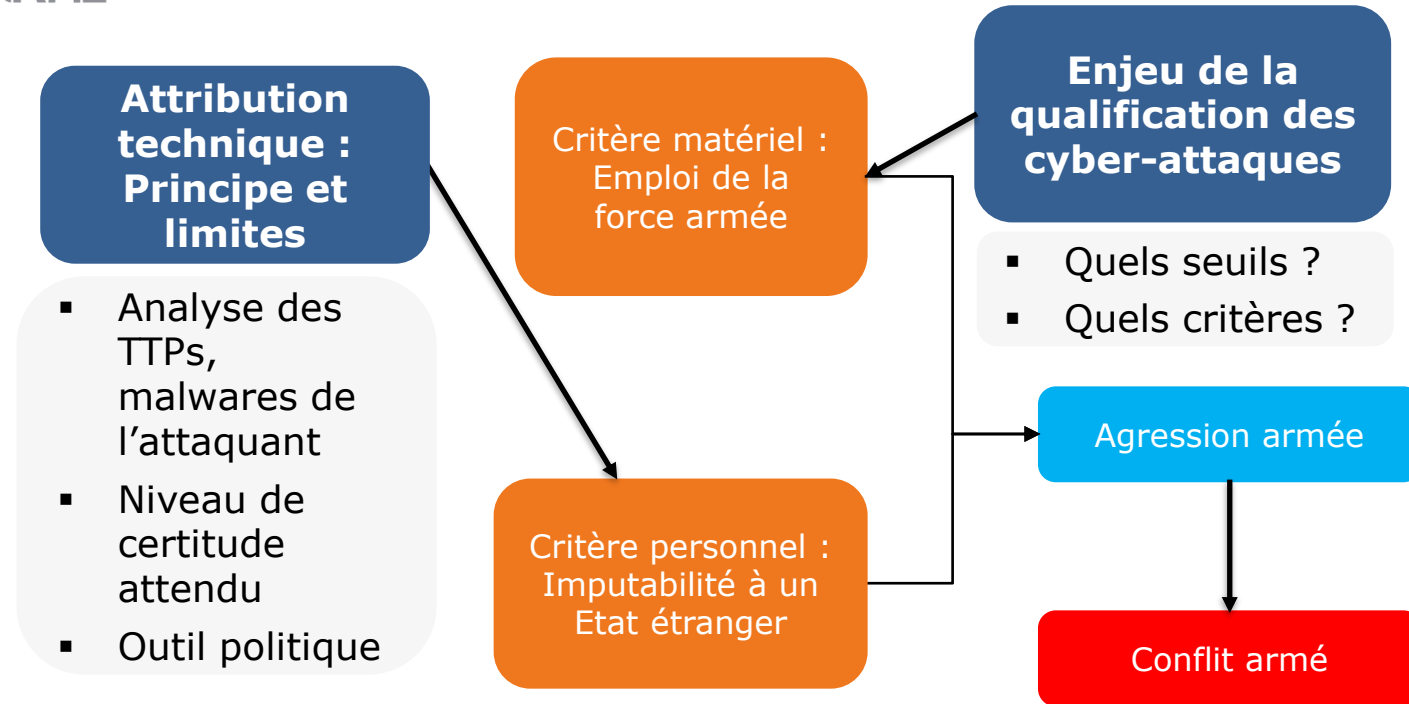 Attribution
technique :
Principe et
limites
▪ Analyse des
TTPs,
malwares de
l’attaquant
▪ Niveau de
certitude
attendu
▪ Outil politique
Critère matériel :
Emploi de la
force armée
Critère personnel :
Imputabilité à un
Etat étranger
Enjeu de la
qualification des
cyber-attaques
▪ Quels seuils ?
▪ Quels critères ?
Agression armée
Conflit armé